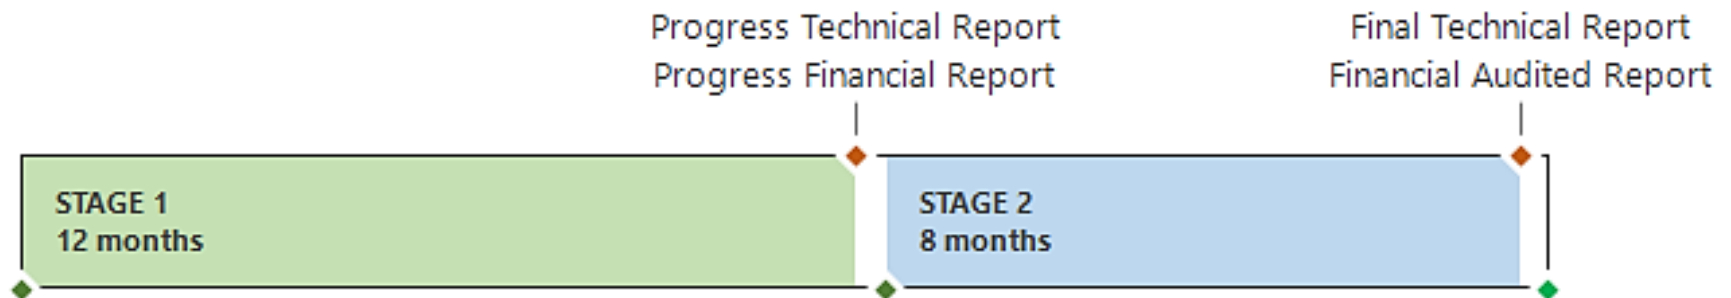 Progress Technical Report
Progress Financial Report
Final Technical Report
Financial Audited Report
STAGE 1
12 months
STAGE 2
8 months